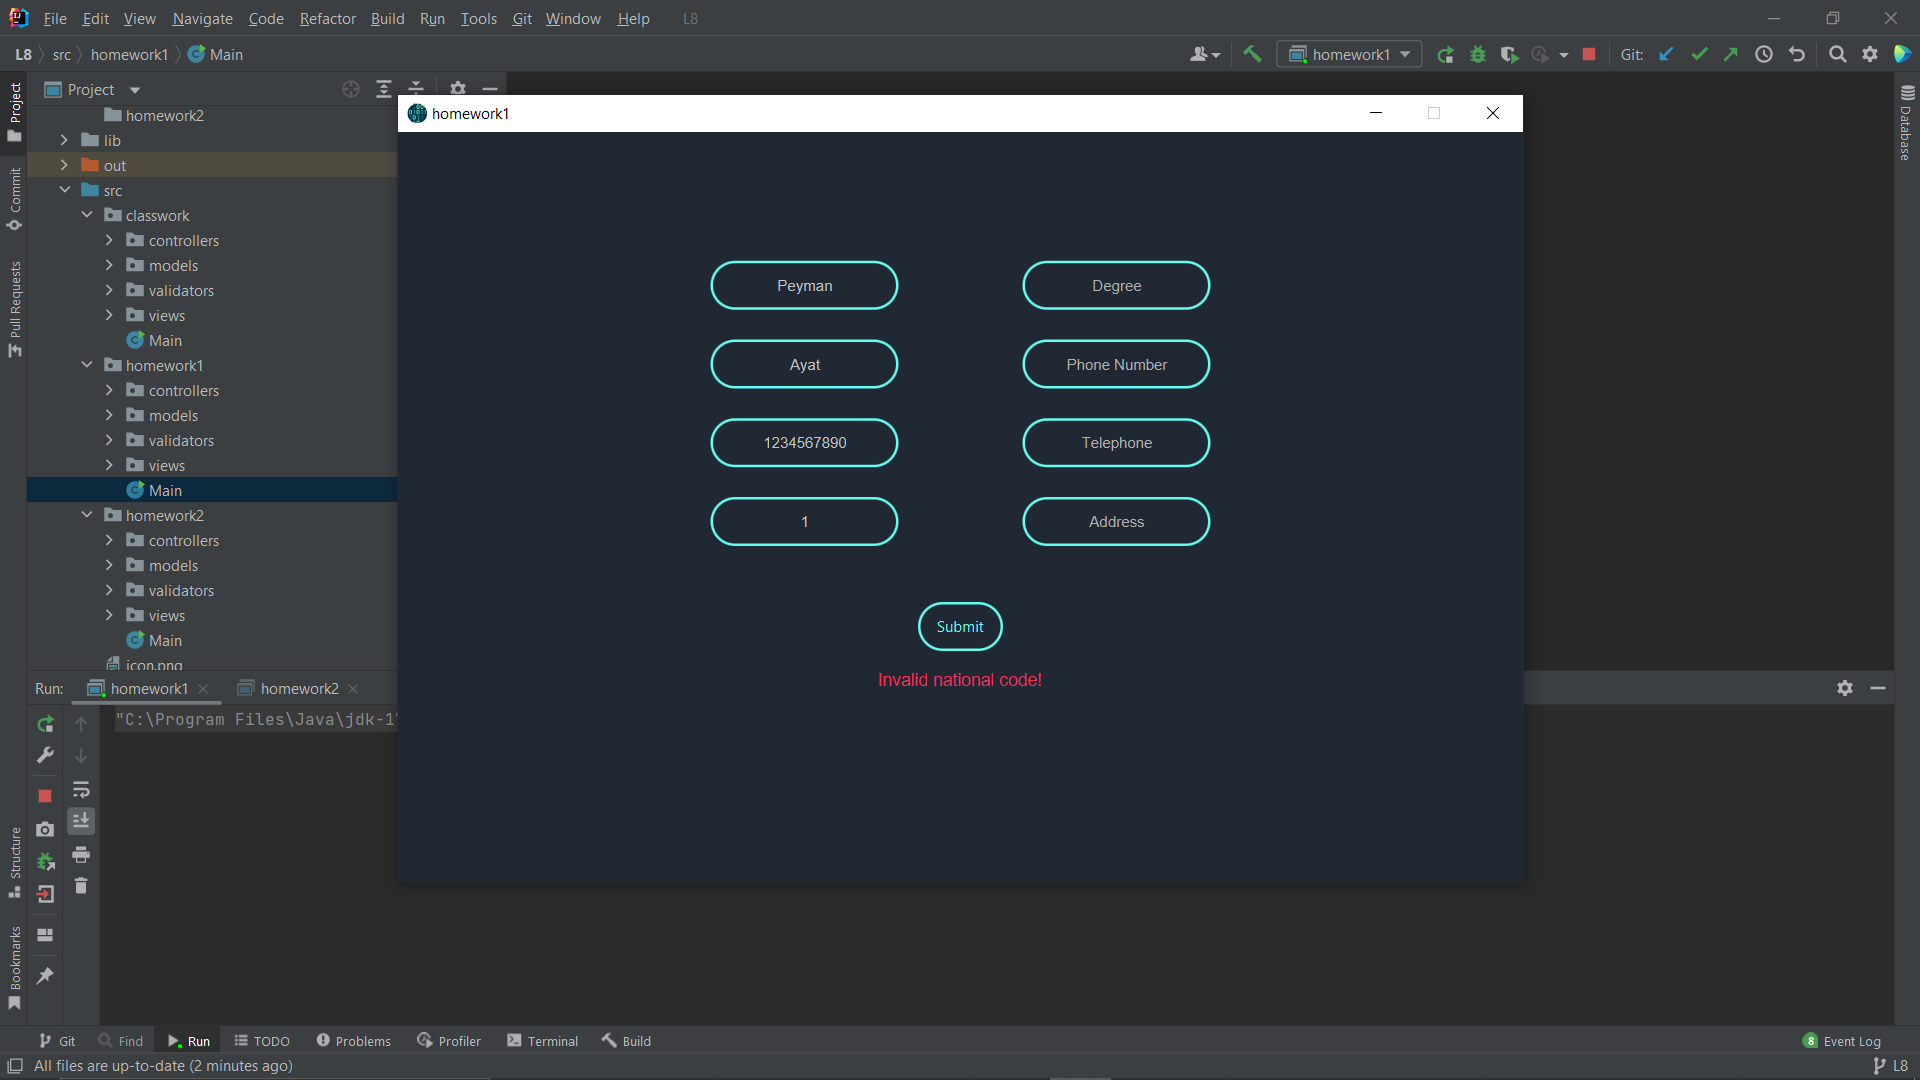 File Edit View Navigate Code Refactor Build Run Tools Git Window Help L8
L8 src homework1 Main
homework1
Git:
Project
homework2
lib
out
src
classwork
controllers
models
validators
views
Main
homework1
controllers
models
validators
views
Main
homework2
controllers
models
validators
views
Main
icon.png
Project
Commit
Pull Requests
Structure
Bookmarks
Database
homework1
Peyman
Degree
Ayat
Phone Number
1234567890
Telephone
1
Address
Submit
Invalid national code!
Run: homework1 homework2
"C:\Program Files\Java\jdk-1
Git Find Run TODO Problems Profiler Terminal Build
8 Event Log
All files are up-to-date (2 minutes ago)
L8